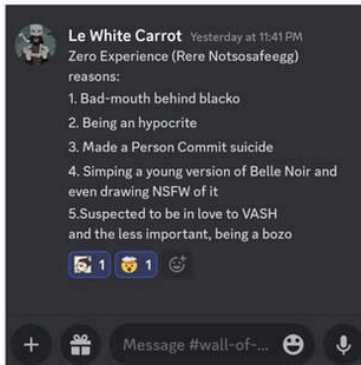 Le White Carrot Yesterday at 11:41 PM
Zero Experience (Rere Notsosafeegg)
reasons:
1. Bad-mouth behind blacko
2. Being an hypocrite
3. Made a Person Commit suicide
4. Simping a young version of Belle Noir and
even drawing NSFW of it
5.Suspected to be in love to VASH
and the less important, being a bozo
1 1
Message #wall-of-...